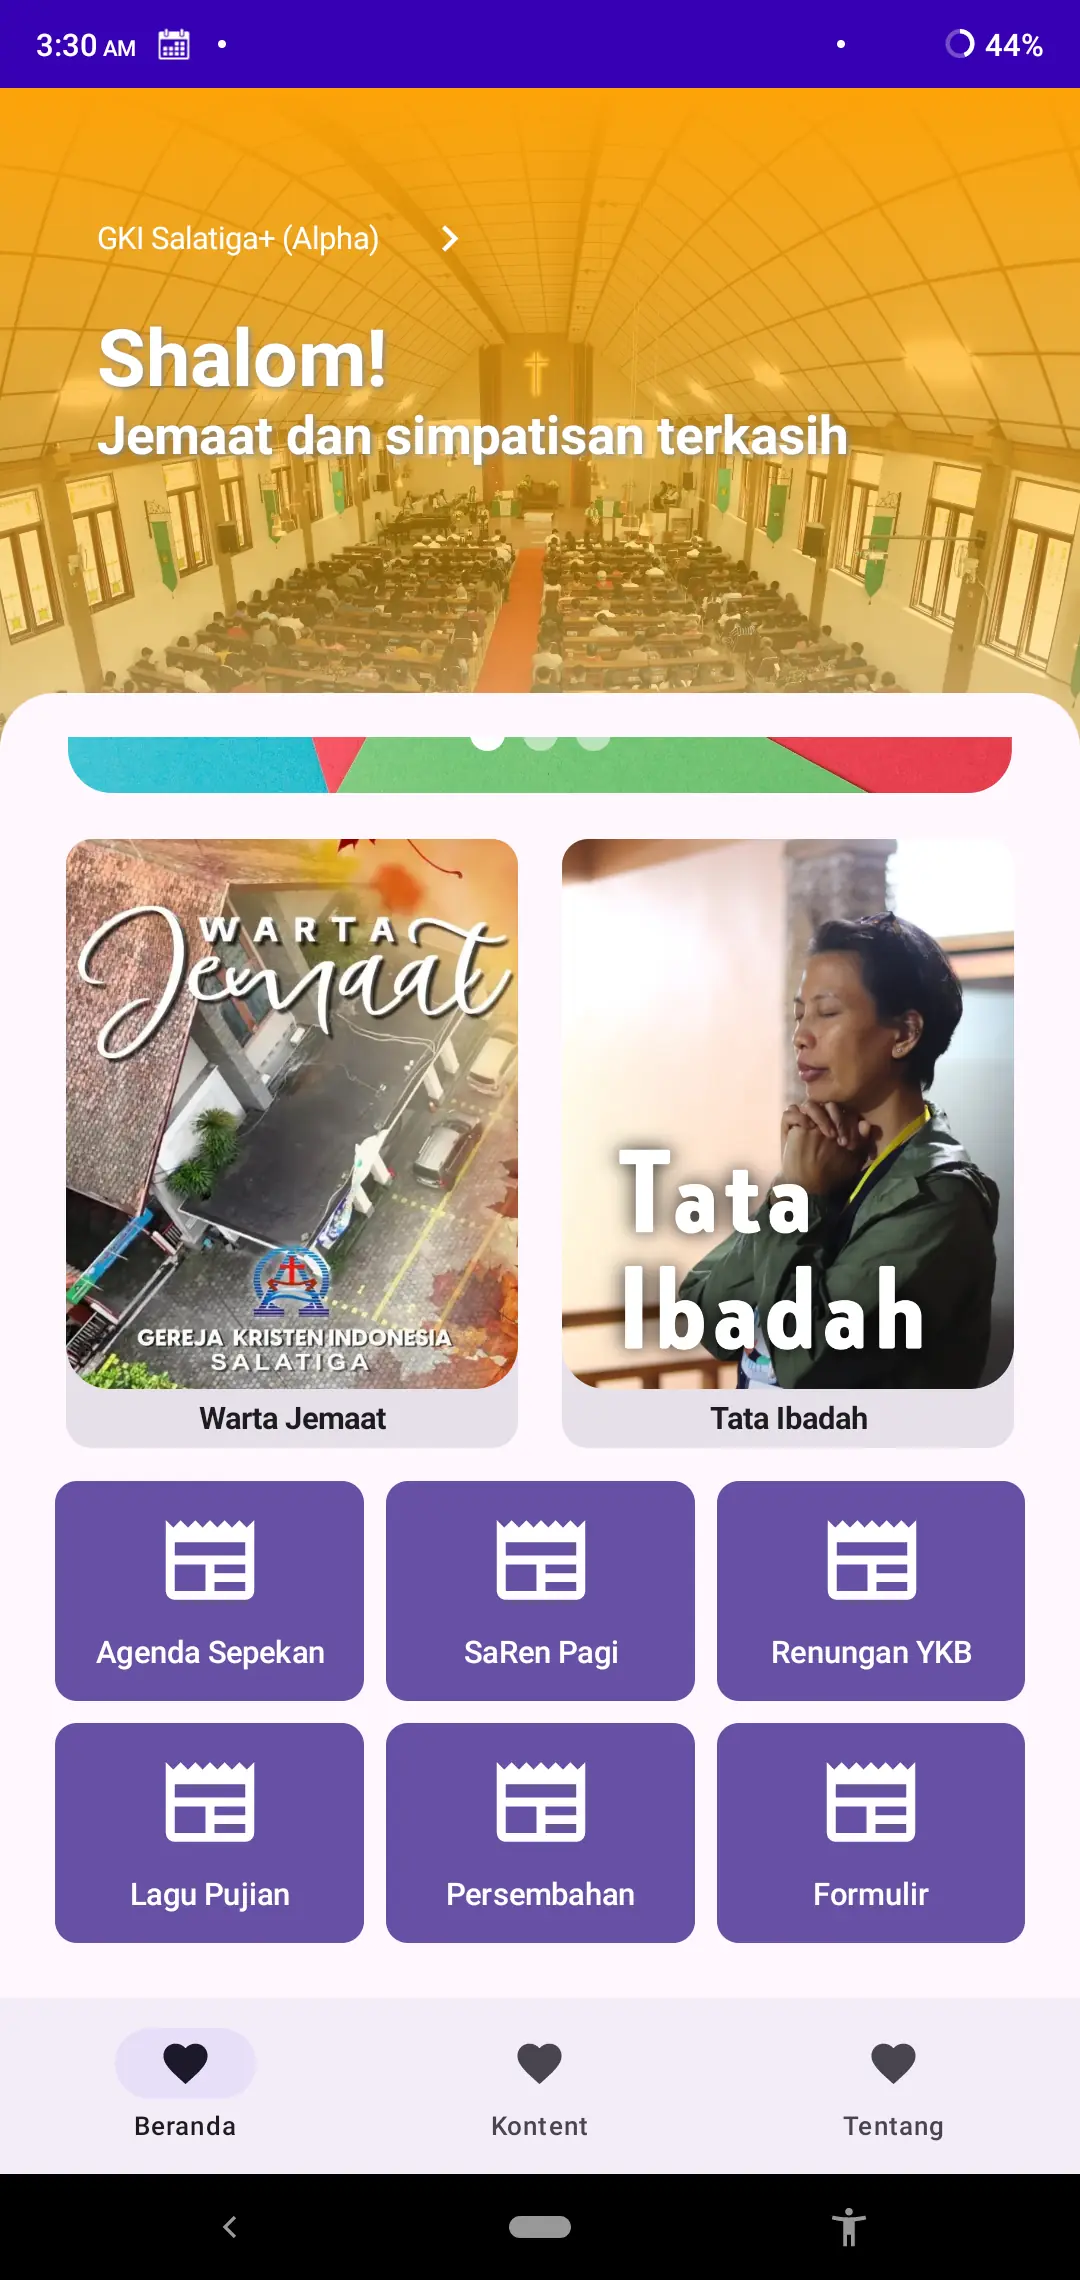 3:30 AM
44%
GKI Salatiga+ (Alpha)
Shalom!
Jemaat dan simpatisan terkasih
WARTA
Jemaat
GEREJA KRISTEN INDONESIA
SALATIGA
Tata
Ibadah
Warta Jemaat
Tata Ibadah
Agenda Sepekan
SaRen Pagi
Renungan YKB
Lagu Pujian
Persembahan
Formulir
Beranda
Kontent
Tentang